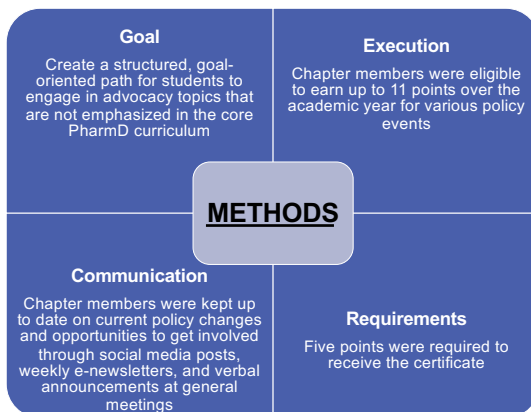 Goal
Create a structured, goal-
oriented path for students to
engage in advocacy topics that
are not emphasized in the core
PharmD curriculum
Execution
Chapter members were eligible
to earn up to 11 points over the
academic year for various policy
events
METHODS
Communication
Chapter members were kept up
to date on current policy changes
and opportunities to get involved
through social media posts,
weekly e-newsletters, and verbal
announcements at general
meetings
Requirements
Five points were required to
receive the certificate